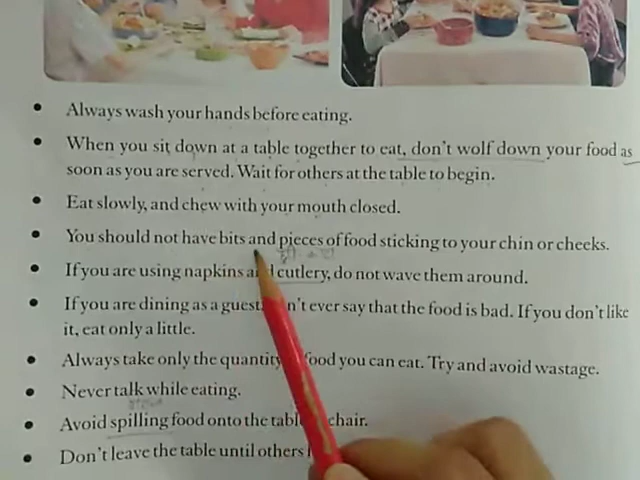 • Always wash your hands before eating.
• When you sit down at a table together to eat, don't wolf down your food as
soon as you are served. Wait for others at the table to begin.
• Eat slowly, and chew with your mouth closed.
• You should not have bits and pieces of food sticking to your chin or cheeks.
• If you are using napkins and cutlery, do not wave them around.
• If you are dining as a guest, don't ever say that the food is bad. If you don't like
it, eat only a little.
• Always take only the quantity food you can eat. Try and avoid wastage.
• Never talk while eating.
• Avoid spilling food onto the table chair.
• Don't leave the table until others